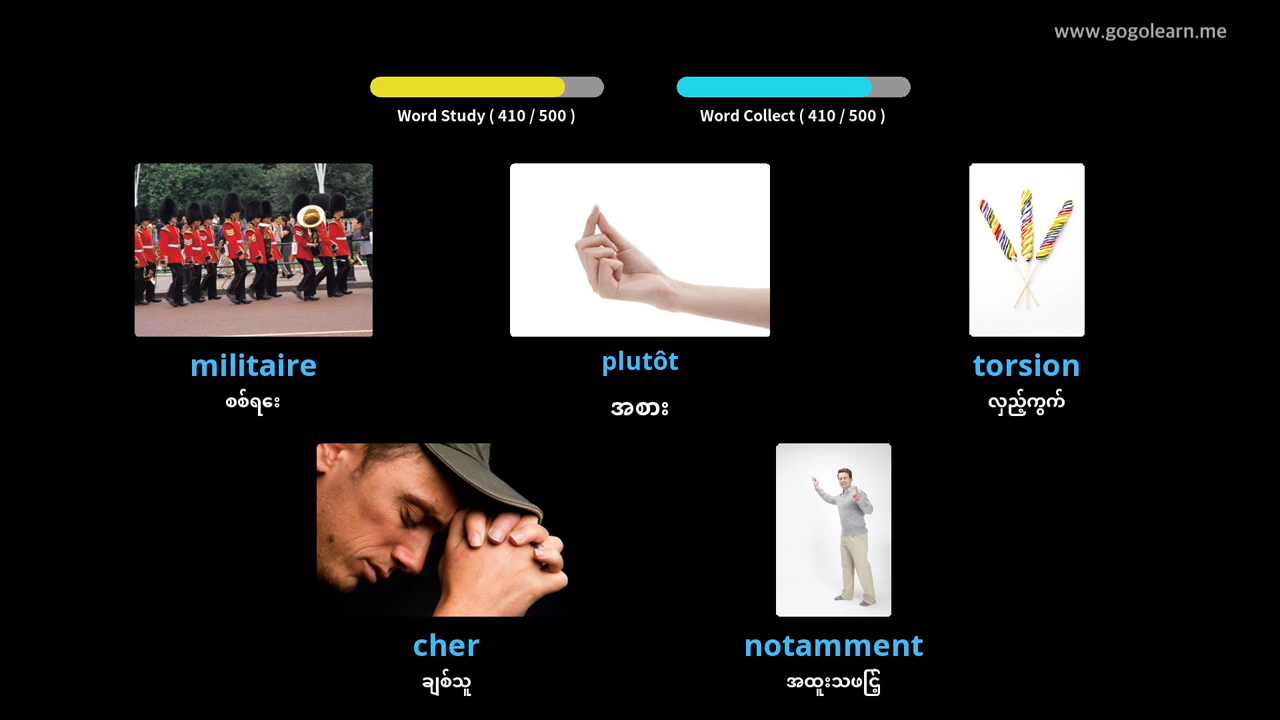 www.gogolearn.me
Word Study ( 410 / 500 )
Word Collect ( 410 / 500 )
militaire
စစ်ရေး
plutôt
အစား
torsion
လှည့်ကွက်
cher
ချစ်သူ
notamment
အထူးသဖြင့်